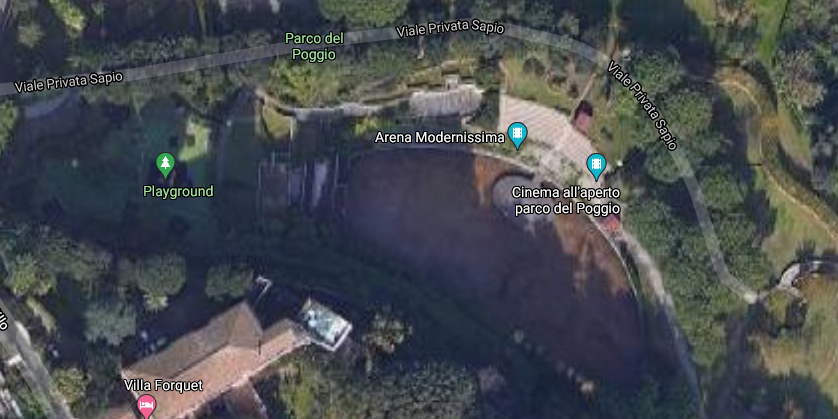 Parco del
Poggio
Viale Privata Sapio
Viale Privata Sapio
Viale Privata Sapio
Arena Modernissima
Playground
Cinema all'aperto
parco del Poggio
Villa Forquet